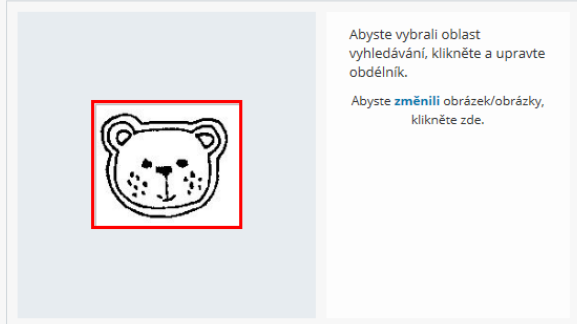 Abyste vybrali oblast
vyhledávání, klikněte a upravte
obdélník.
Abyste změnili obrázek/obrázky,
klikněte zde.